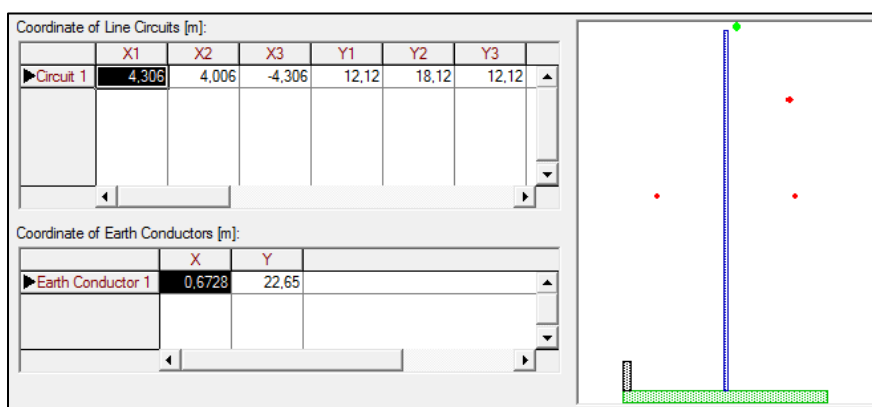 Coordinate of Line Circuits [m]:
X1 X2 X3 Y1 Y2 Y3
Circuit 1 4,306 4,006 -4,306 12,12 18,12 12,12
Coordinate of Earth Conductors [m]:
X Y
Earth Conductor 1 0,6728 22,65